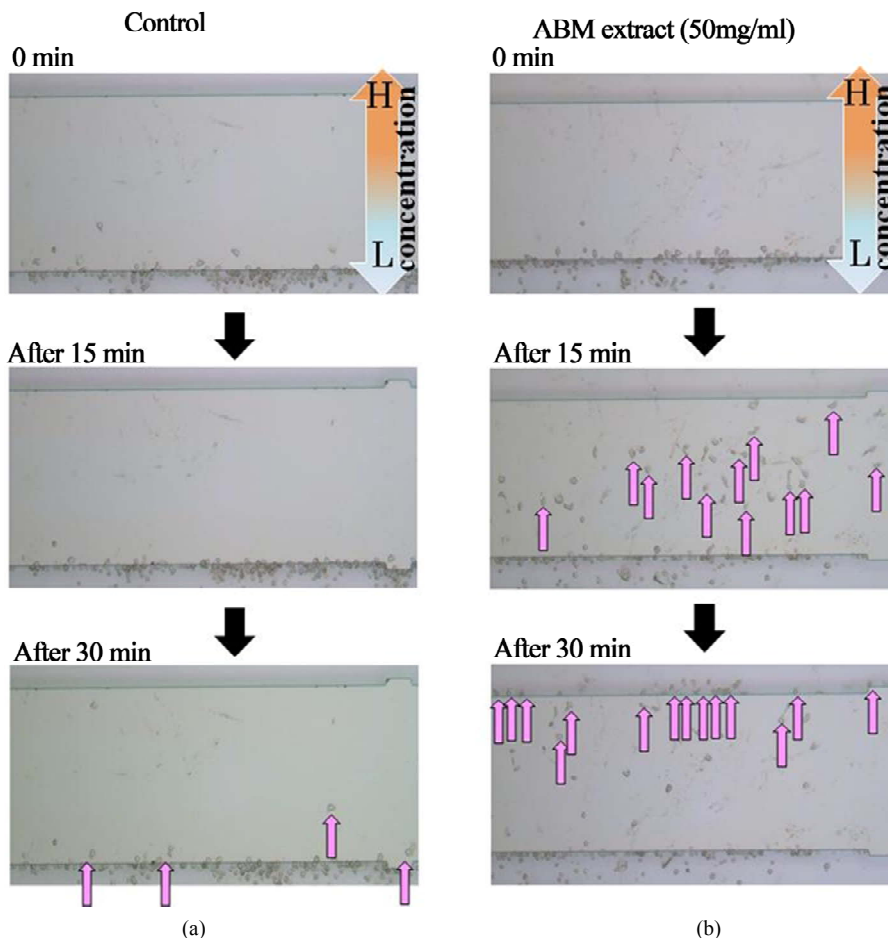 Control
0 min
H
L
concentration
After 15 min
After 30 min
(a)
ABM extract (50mg/ml)
0 min
H
L
concentration
After 15 min
After 30 min
(b)